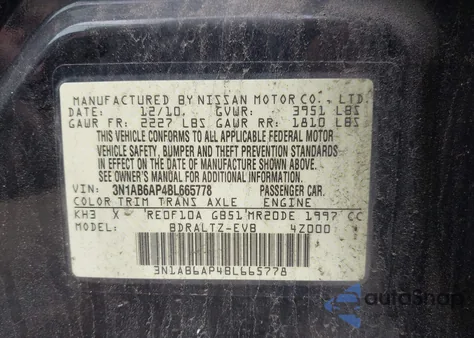 MANUFACTURED BY NISSAN MOTOR CO., LTD.
DATE: 12/10 GVWR: 3951 LBS
GAWR FR: 2227 LBS GAWR RR: 1810 LBS
THIS VEHICLE CONFORMS TO ALL APPLICABLE FEDERAL MOTOR
VEHICLE SAFETY, BUMPER, AND THEFT PREVENTION STANDARDS
IN EFFECT ON THE DATE OF MANUFACTURE SHOWN ABOVE.
SEE OWNER'S MANUAL FOR ADDITIONAL INFORMATION.
VIN: 3N1AB6AP4BL665778 PASSENGER CAR.
COLOR TRIM TRANS AXLE ENGINE
KH3 X RE0F10A GB51 MR20DE 1997 CC
BDRALTZ-EVB 4Z000
3N1AB6AP4BL665778
autoSnap